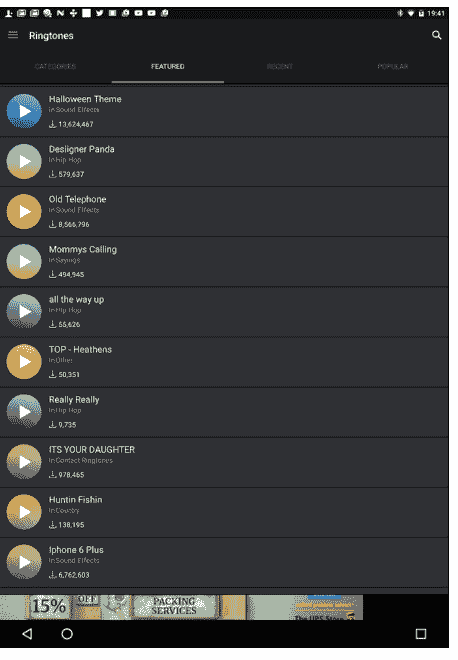 19:41
Ringtones
CATEGORIES FEATURED RECENT POPULAR
Halloween Theme
in Sound Effects
13,624,467
Desiigner Panda
in Hip Hop
579,637
Old Telephone
in Sound Effects
8,566,796
Mommys Calling
in Sayings
494,945
all the way up
in Hip Hop
55,626
TOP - Heathens
in Other
50,351
Really Really
in Hip Hop
9,735
ITS YOUR DAUGHTER
in Contact Ringtones
978,465
Huntin Fishin
in Country
138,195
Iphone 6 Plus
in Sound Effects
6,762,603
15% OFF PACKING
SERVICES
The UPS Store